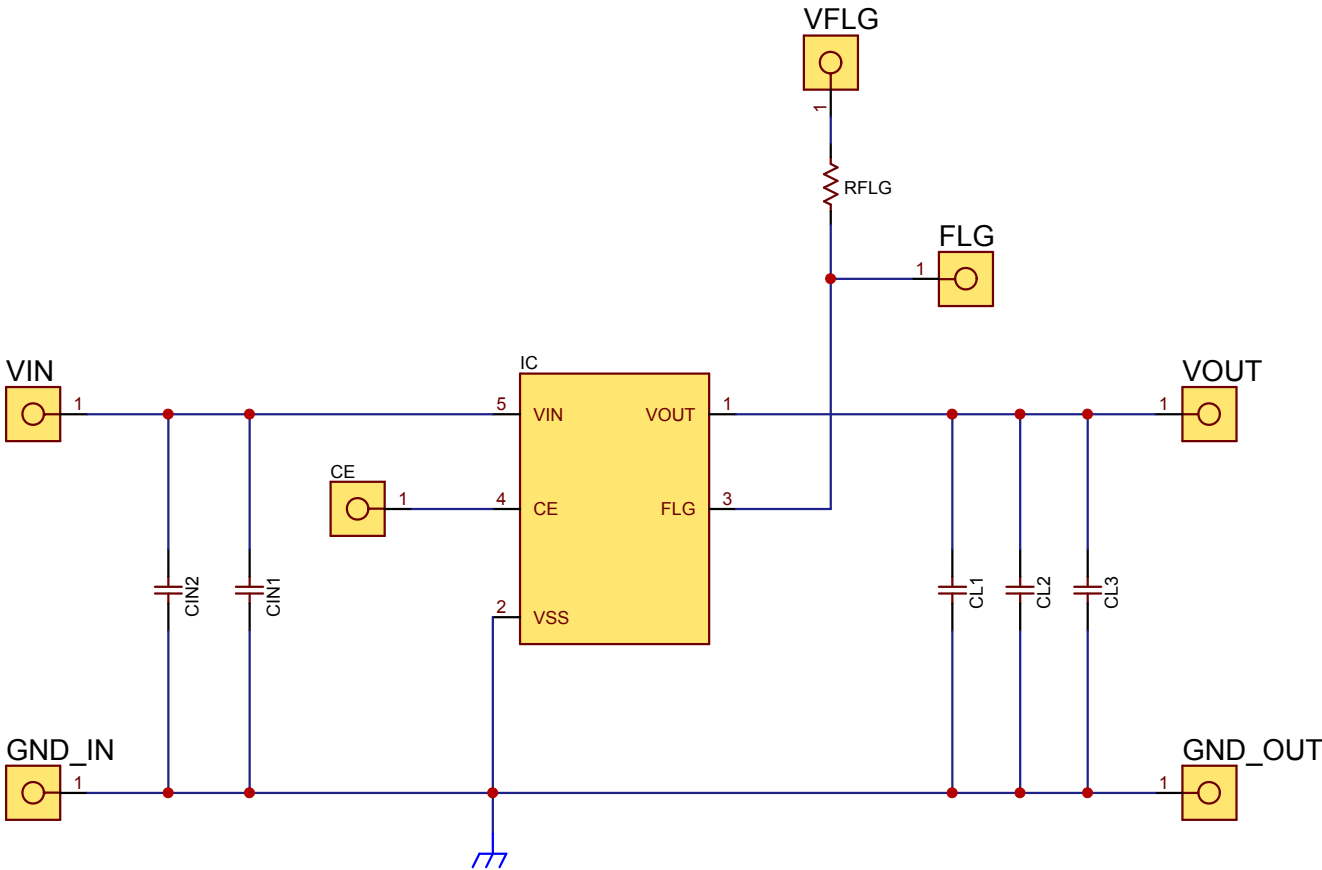 VFLG
1
RFLG
FLG
1
IC
VIN
1
5
VIN
VOUT
1
VOUT
1
CE
1
4
CE
FLG
3
CIN2
CIN1
2
VSS
CL1
CL2
CL3
GND_IN
1
GND_OUT
1